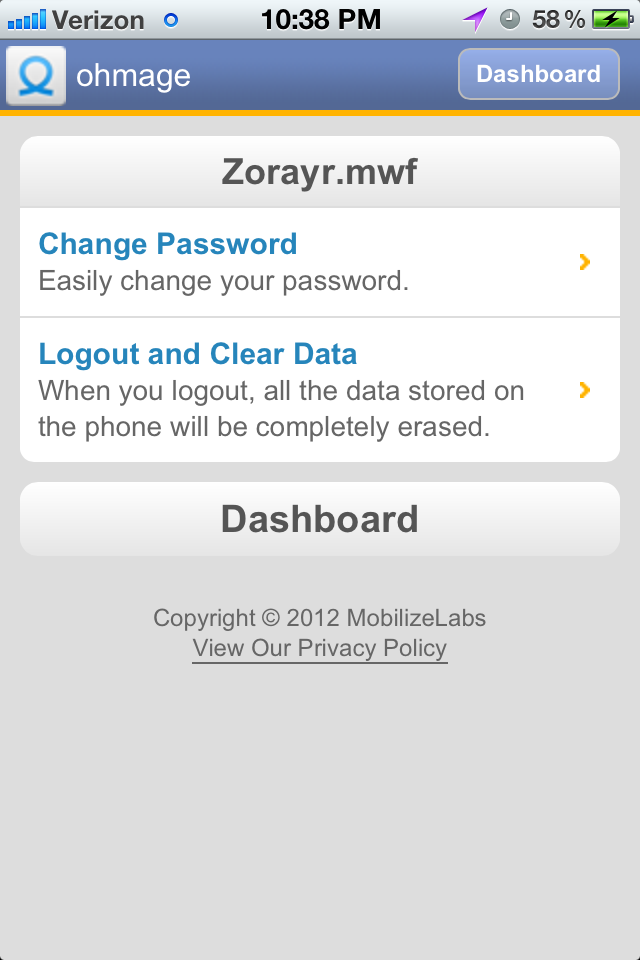 Verizon 10:38 PM 58%
ohmage Dashboard
Zorayr.mwf
Change Password
Easily change your password.
Logout and Clear Data
When you logout, all the data stored on
the phone will be completely erased.
Dashboard
Copyright © 2012 MobilizeLabs
View Our Privacy Policy